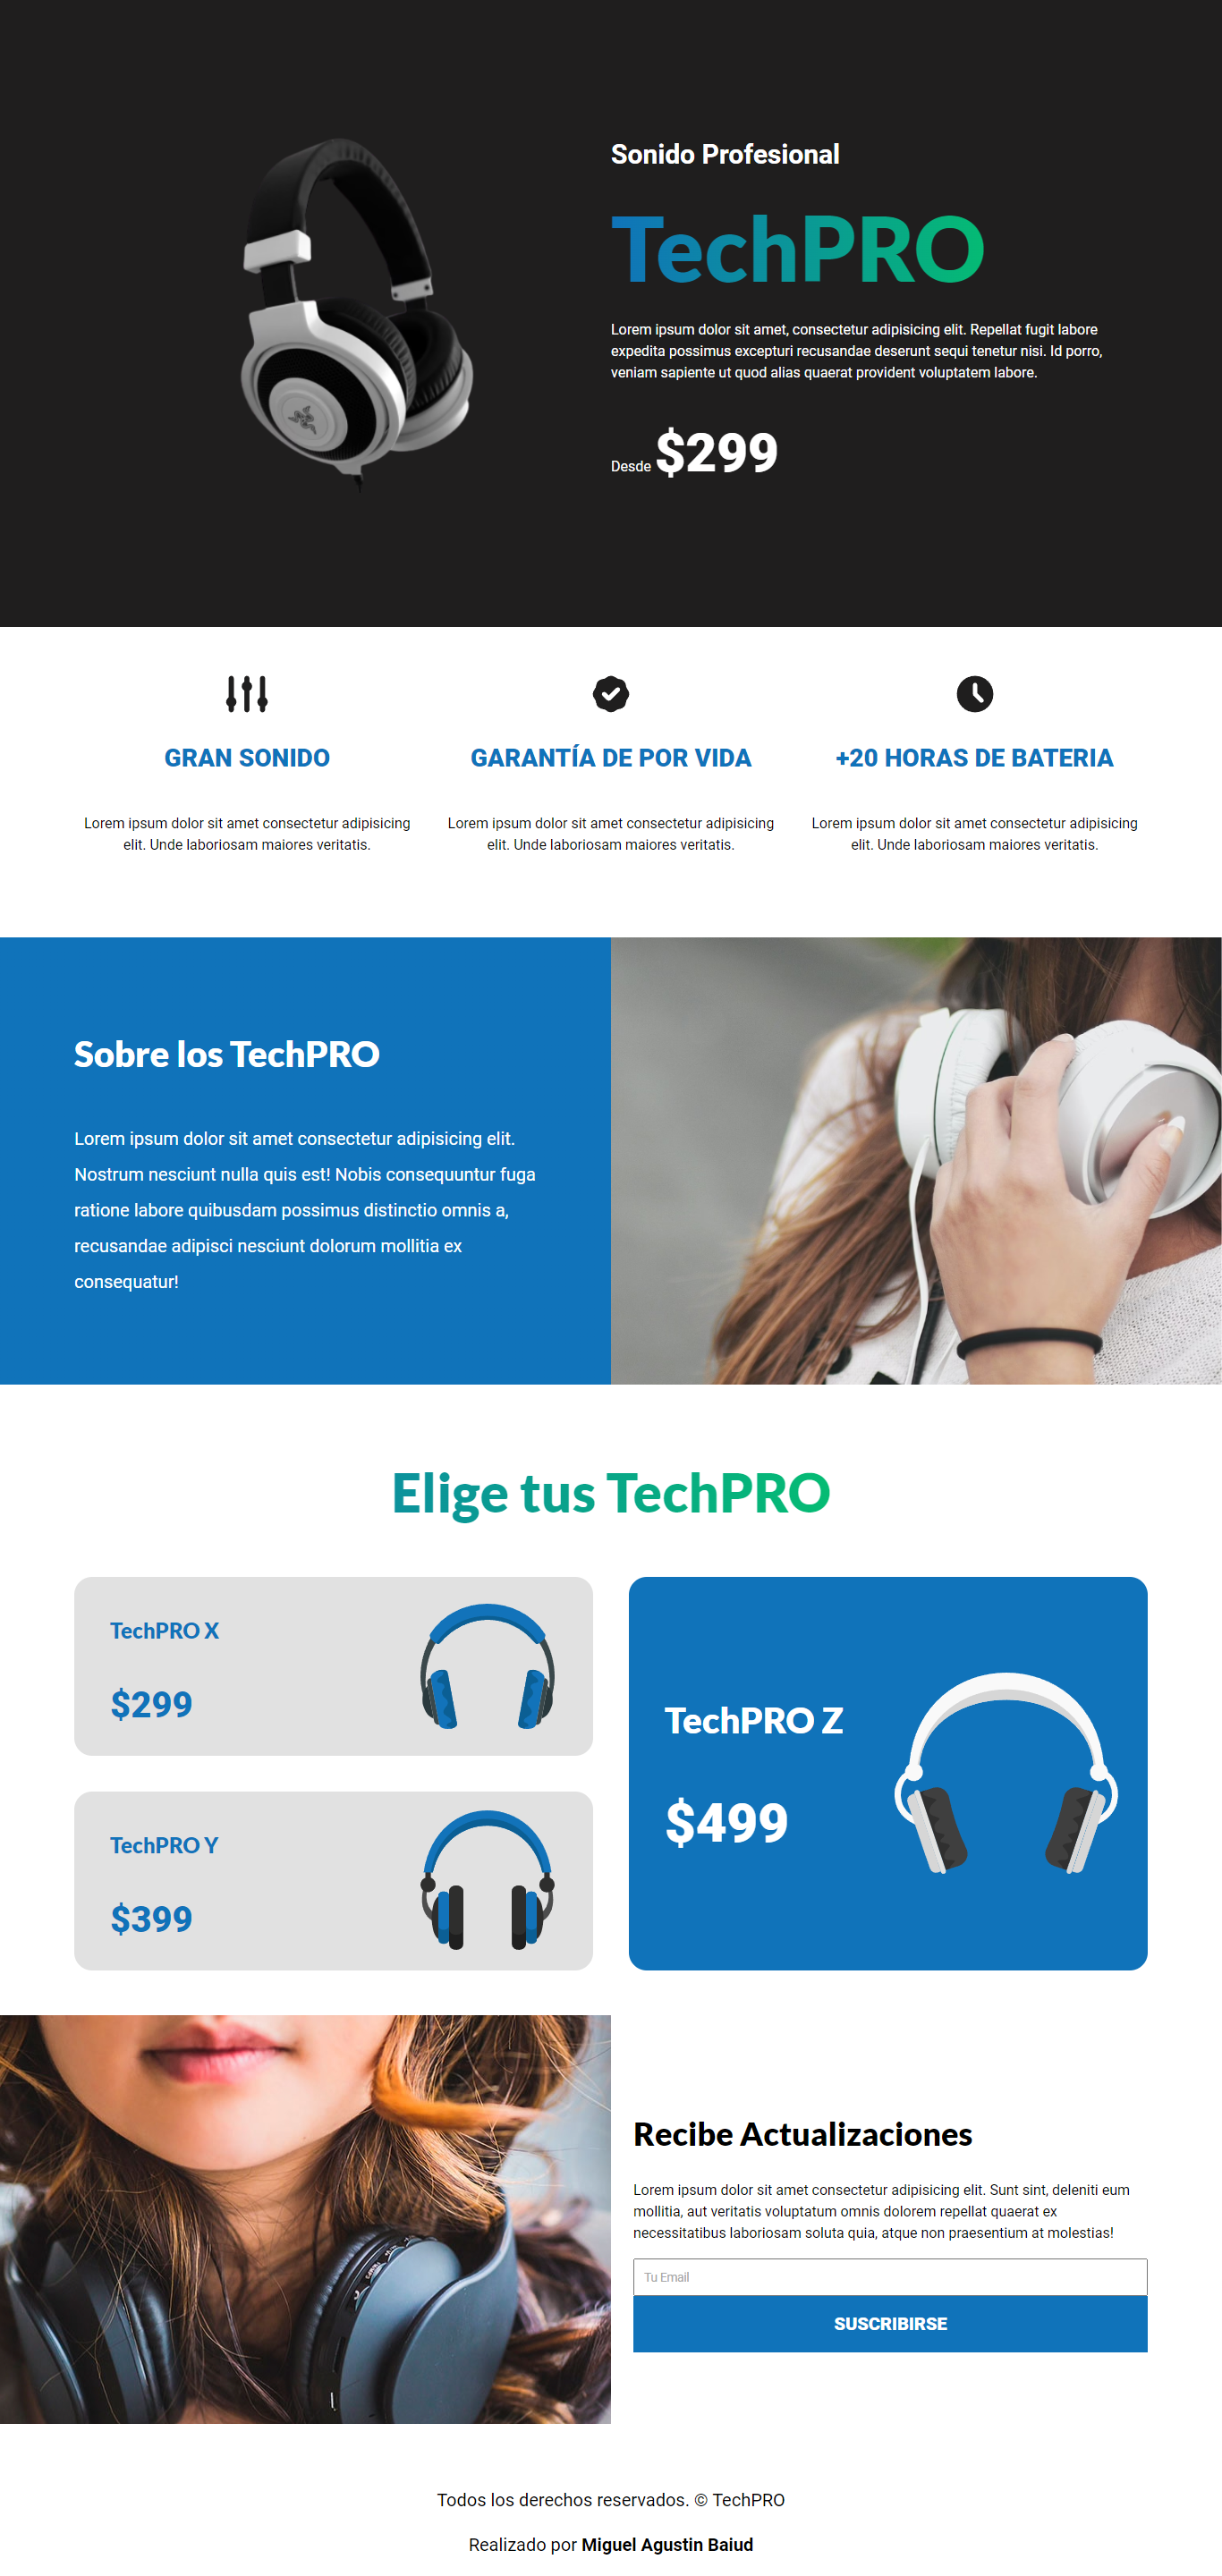 Sonido Profesional
TechPRO
Lorem ipsum dolor sit amet, consectetur adipisicing elit. Repellat fugit labore
expedita possimus excepturi recusandae deserunt sequi tenetur nisi. Id porro,
veniam sapiente ut quod alias quaerat provident voluptatem labore.
Desde $299
GRAN SONIDO
Lorem ipsum dolor sit amet consectetur adipisicing
elit. Unde laboriosam maiores veritatis.
GARANTÍA DE POR VIDA
Lorem ipsum dolor sit amet consectetur adipisicing
elit. Unde laboriosam maiores veritatis.
+20 HORAS DE BATERIA
Lorem ipsum dolor sit amet consectetur adipisicing
elit. Unde laboriosam maiores veritatis.
Sobre los TechPRO
Lorem ipsum dolor sit amet consectetur adipisicing elit.
Nostrum nesciunt nulla quis est! Nobis consequuntur fuga
ratione labore quibusdam possimus distinctio omnis a,
recusandae adipisci nesciunt dolorum mollitia ex
consequatur!
Elige tus TechPRO
TechPRO X
$299
TechPRO Y
$399
TechPRO Z
$499
Recibe Actualizaciones
Lorem ipsum dolor sit amet consectetur adipisicing elit. Sunt sint, deleniti eum
mollitia, aut veritatis voluptatum omnis dolorem repellat quaerat ex
necessitatibus laboriosam soluta quia, atque non praesentium at molestias!
Tu Email
SUSCRIBIRSE
Todos los derechos reservados. © TechPRO
Realizado por Miguel Agustin Baiud